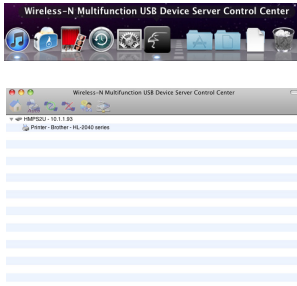 Wireless-N Multifunction USB Device Server Control Center
Wireless-N Multifunction USB Device Server Control Center
HMPS2U - 10.1.1.93
Printer - Brother - HL-2040 series